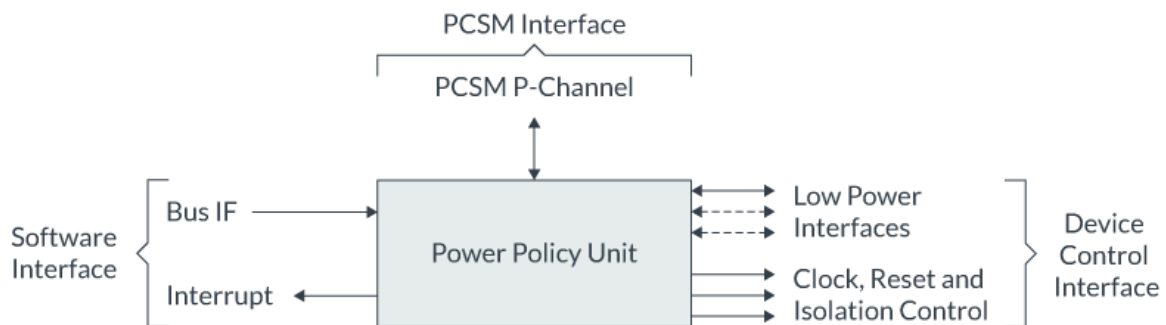 PCSM Interface
PCSM P-Channel
Software
Interface
Bus IF
Interrupt
Power Policy Unit
Low Power
Interfaces
Clock, Reset and
Isolation Control
Device
Control
Interface